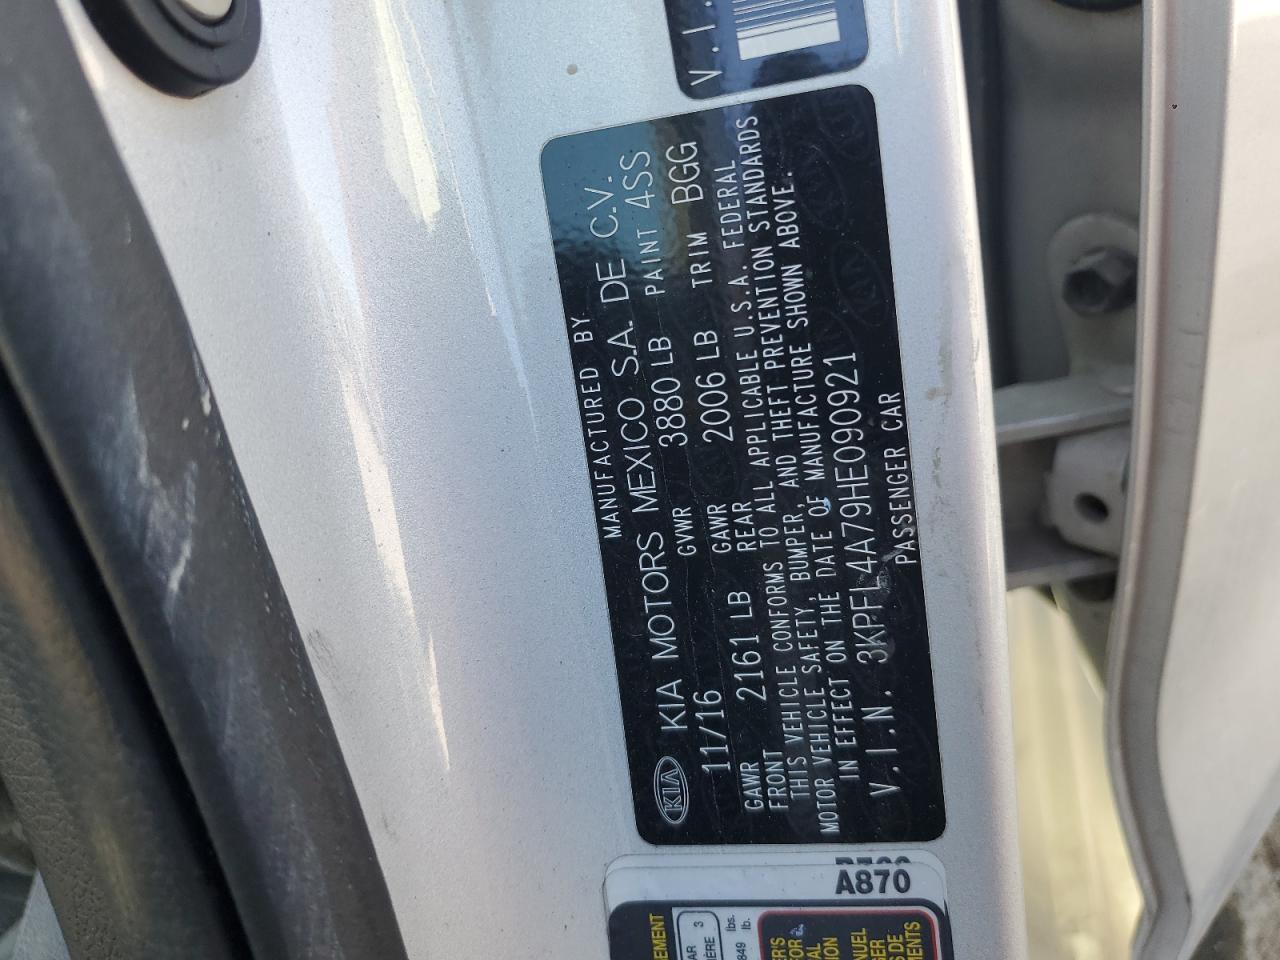 V.I.
MANUFACTURED BY
KIA KIA MOTORS MEXICO S.A. DE C.V.
11/16 GVWR 3880 LB PAINT 4SS
GAWR FRONT 2161 LB GAWR REAR 2006 LB TRIM BGG
THIS VEHICLE CONFORMS TO ALL APPLICABLE U.S.A. FEDERAL
MOTOR VEHICLE SAFETY, BUMPER, AND THEFT PREVENTION STANDARDS
IN EFFECT ON THE DATE OF MANUFACTURE SHOWN ABOVE.
V.I.N. 3KPFL4A79HE090921
PASSENGER CAR
A870